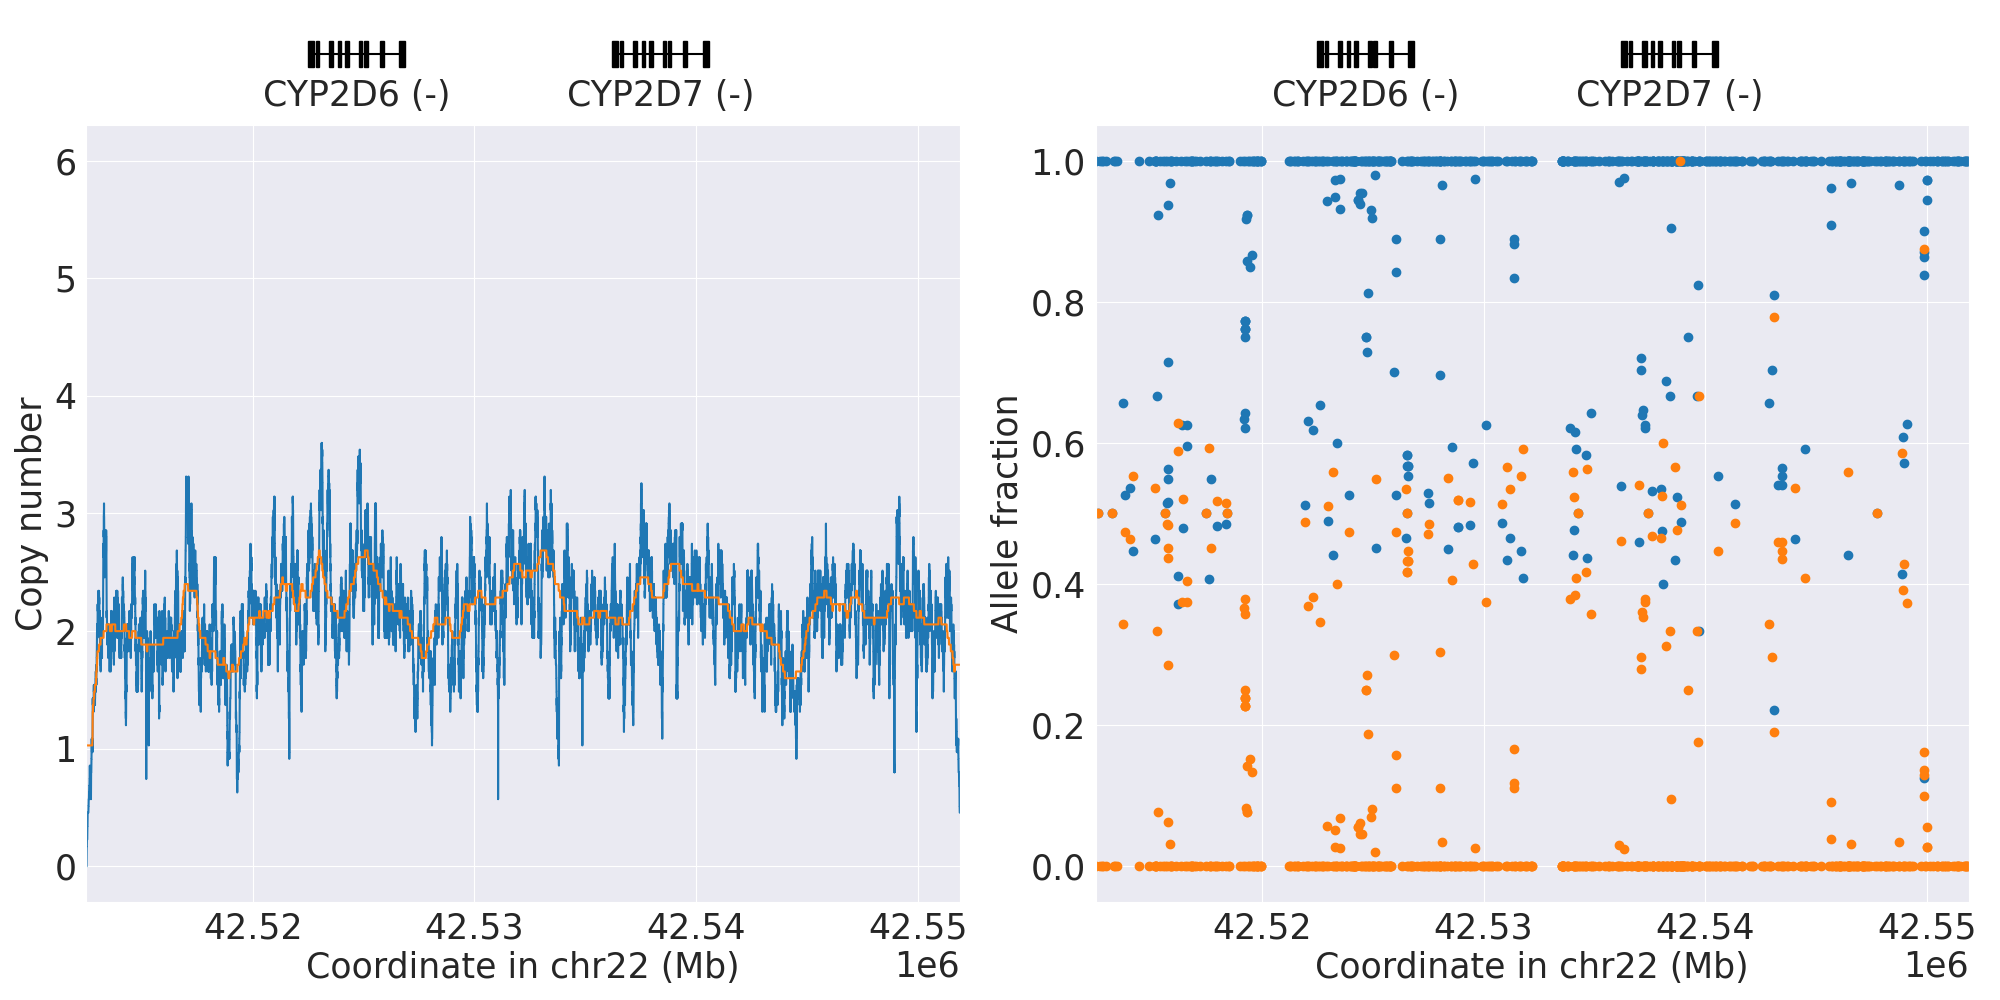 CYP2D6 (-) CYP2D7 (-)
6
5
4
3
2
1
0
Copy number
42.52 42.53 42.54 42.55
Coordinate in chr22 (Mb) 1e6
CYP2D6 (-) CYP2D7 (-)
1.0
0.8
0.6
0.4
0.2
0.0
Allele fraction
42.52 42.53 42.54 42.55
Coordinate in chr22 (Mb) 1e6